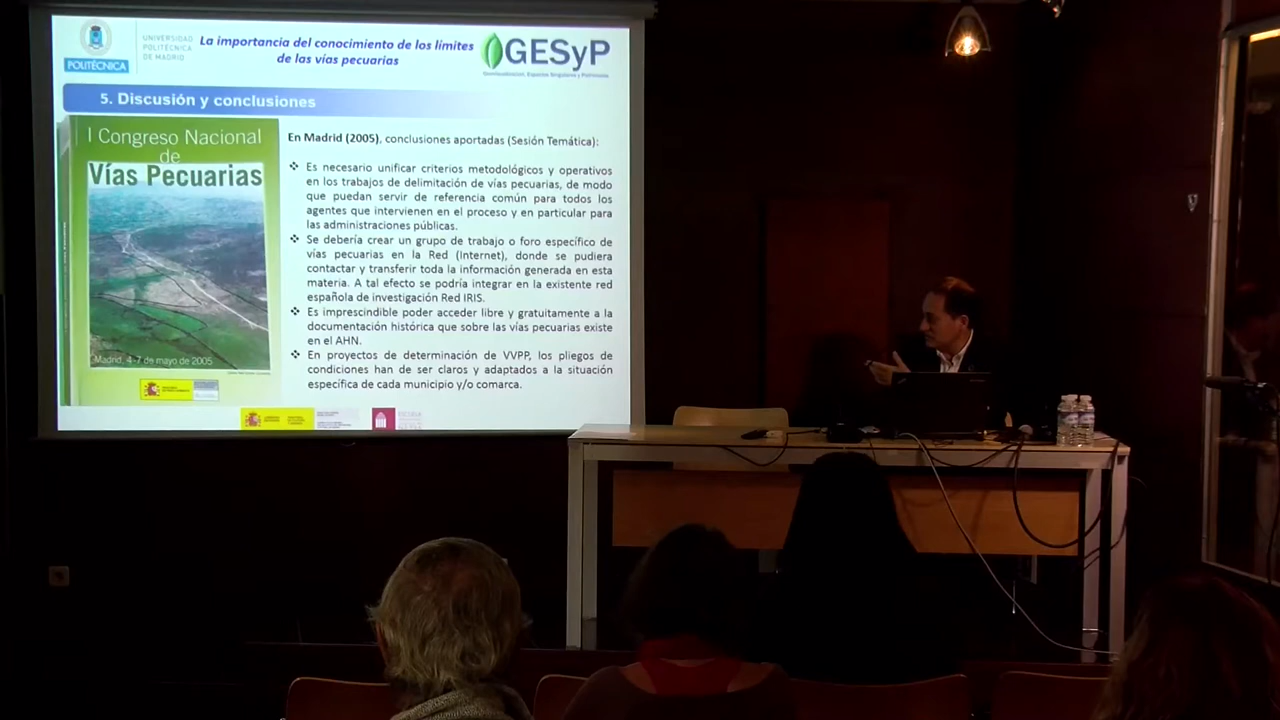 UNIVERSIDAD
POLITÉCNICA
DE MADRID
POLITÉCNICA
La importancia del conocimiento de los límites
de las vías pecuarias
GESyP
5. Discusión y conclusiones
I Congreso Nacional
de
Vías Pecuarias
Madrid, 4-7 de mayo de 2005
En Madrid (2005), conclusiones aportadas (Sesión Temática):
❖ Es necesario unificar criterios metodológicos y operativos
en los trabajos de delimitación de vías pecuarias, de modo
que puedan servir de referencia común para todos los
agentes que intervienen en el proceso y en particular para
las administraciones públicas.
❖ Se debería crear un grupo de trabajo o foro específico de
vías pecuarias en la Red (Internet), donde se pudiera
contactar y transferir toda la información generada en esta
materia. A tal efecto se podría integrar en la existente red
española de investigación Red IRIS.
❖ Es imprescindible poder acceder libre y gratuitamente a la
documentación histórica que sobre las vías pecuarias existe
en el AHN.
❖ En proyectos de determinación de VVPP, los pliegos de
condiciones han de ser claros y adaptados a la situación
específica de cada municipio y/o comarca.